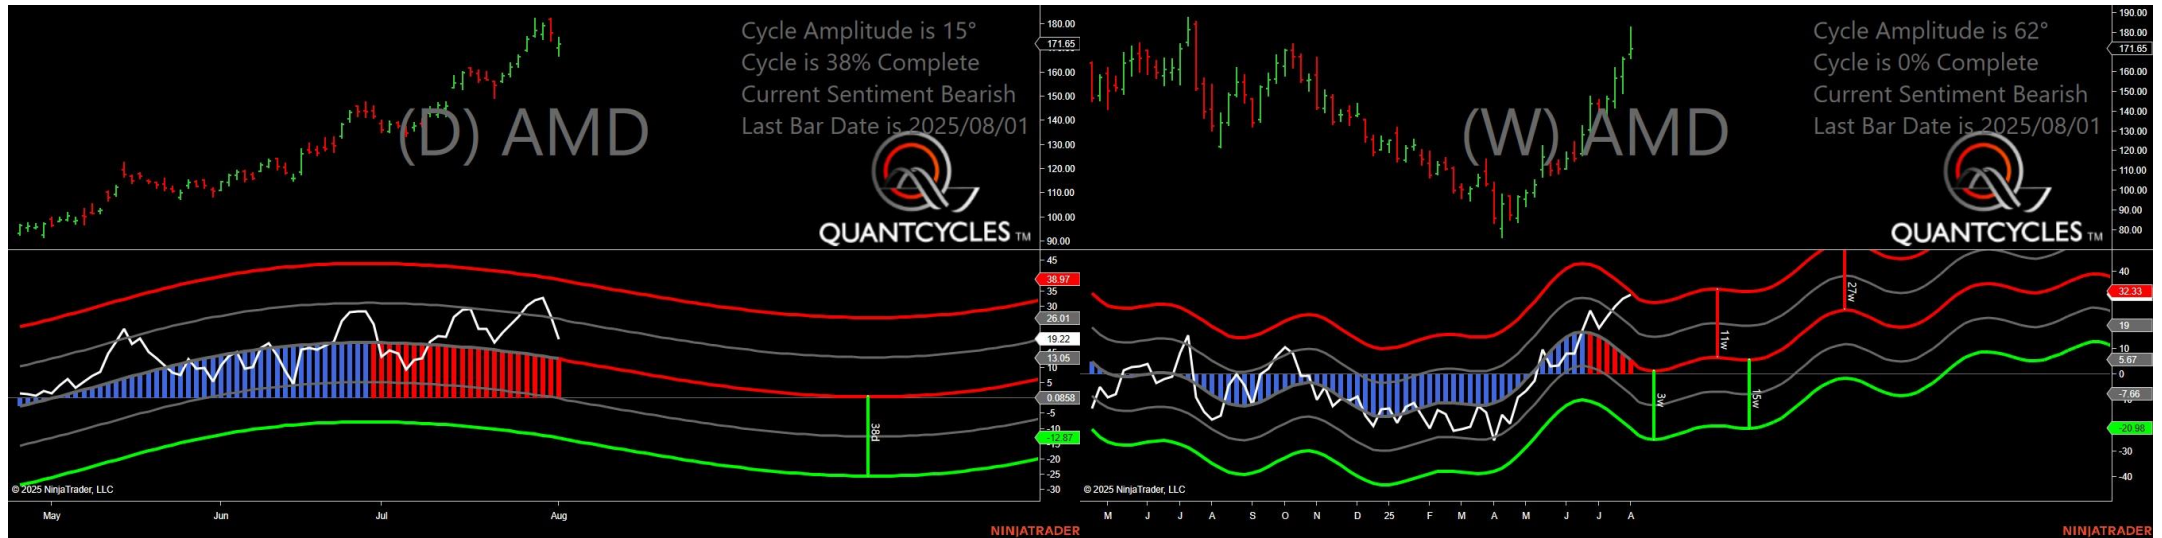 Cycle Amplitude is 15°
Cycle is 38% Complete
Current Sentiment Bearish
Last Bar Date is 2025/08/01
(D) AMD
QUANTCYCLES TM
180.00
171.65
160.00
150.00
140.00
130.00
120.00
110.00
100.00
90.00
45
38.97
35
30
26.01
19.22
13.05
10
5
0.0858
-5
-10
-12.87
-20
-25
-30
38d
© 2025 NinjaTrader, LLC
May Jun Jul Aug
NINJATRADER
Cycle Amplitude is 62°
Cycle is 0% Complete
Current Sentiment Bearish
Last Bar Date is 2025/08/01
(W) AMD
QUANTCYCLES TM
190.00
180.00
171.65
160.00
150.00
140.00
130.00
120.00
110.00
100.00
90.00
80.00
40
32.33
19
10
5.67
0
-7.66
-20.98
-30
-40
3w
11w
15w
27w
© 2025 NinjaTrader, LLC
M J J A S O N D 25 F M A M J J A
NINJATRADER